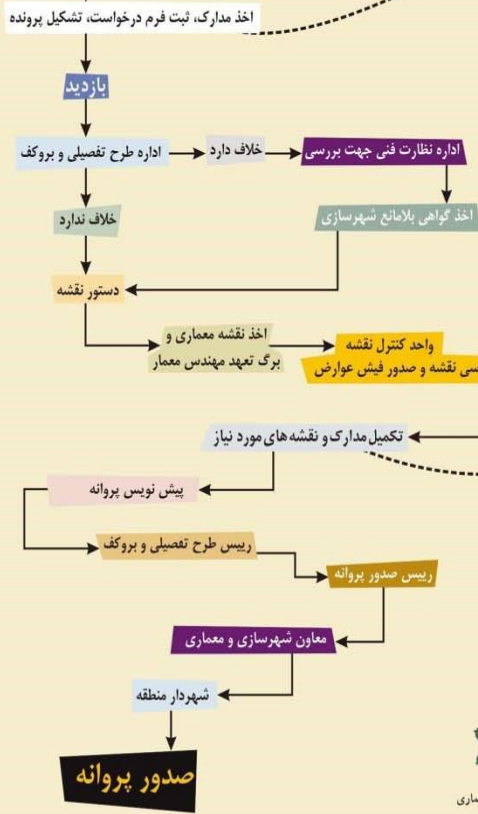 اخذ مدارک، ثبت فرم درخواست، تشکیل پرونده
بازدید
اداره طرح تفصیلی و بروکف
خلاف دارد
اداره نظارت فنی جهت بررسی
خلاف ندارد
اخذ گواهی بلامانع شهرسازی
دستور نقشه
اخذ نقشه معماری و
برگ تعهد مهندس معمار
واحد کنترل نقشه
نقشه و صدور فیش عوارض
تکمیل مدارک و نقشه های مورد نیاز
پیش نویس پروانه
رییس طرح تفصیلی و بروکف
رییس صدور پروانه
معاون شهرسازی و معماری
شهردار منطقه
صدور پروانه